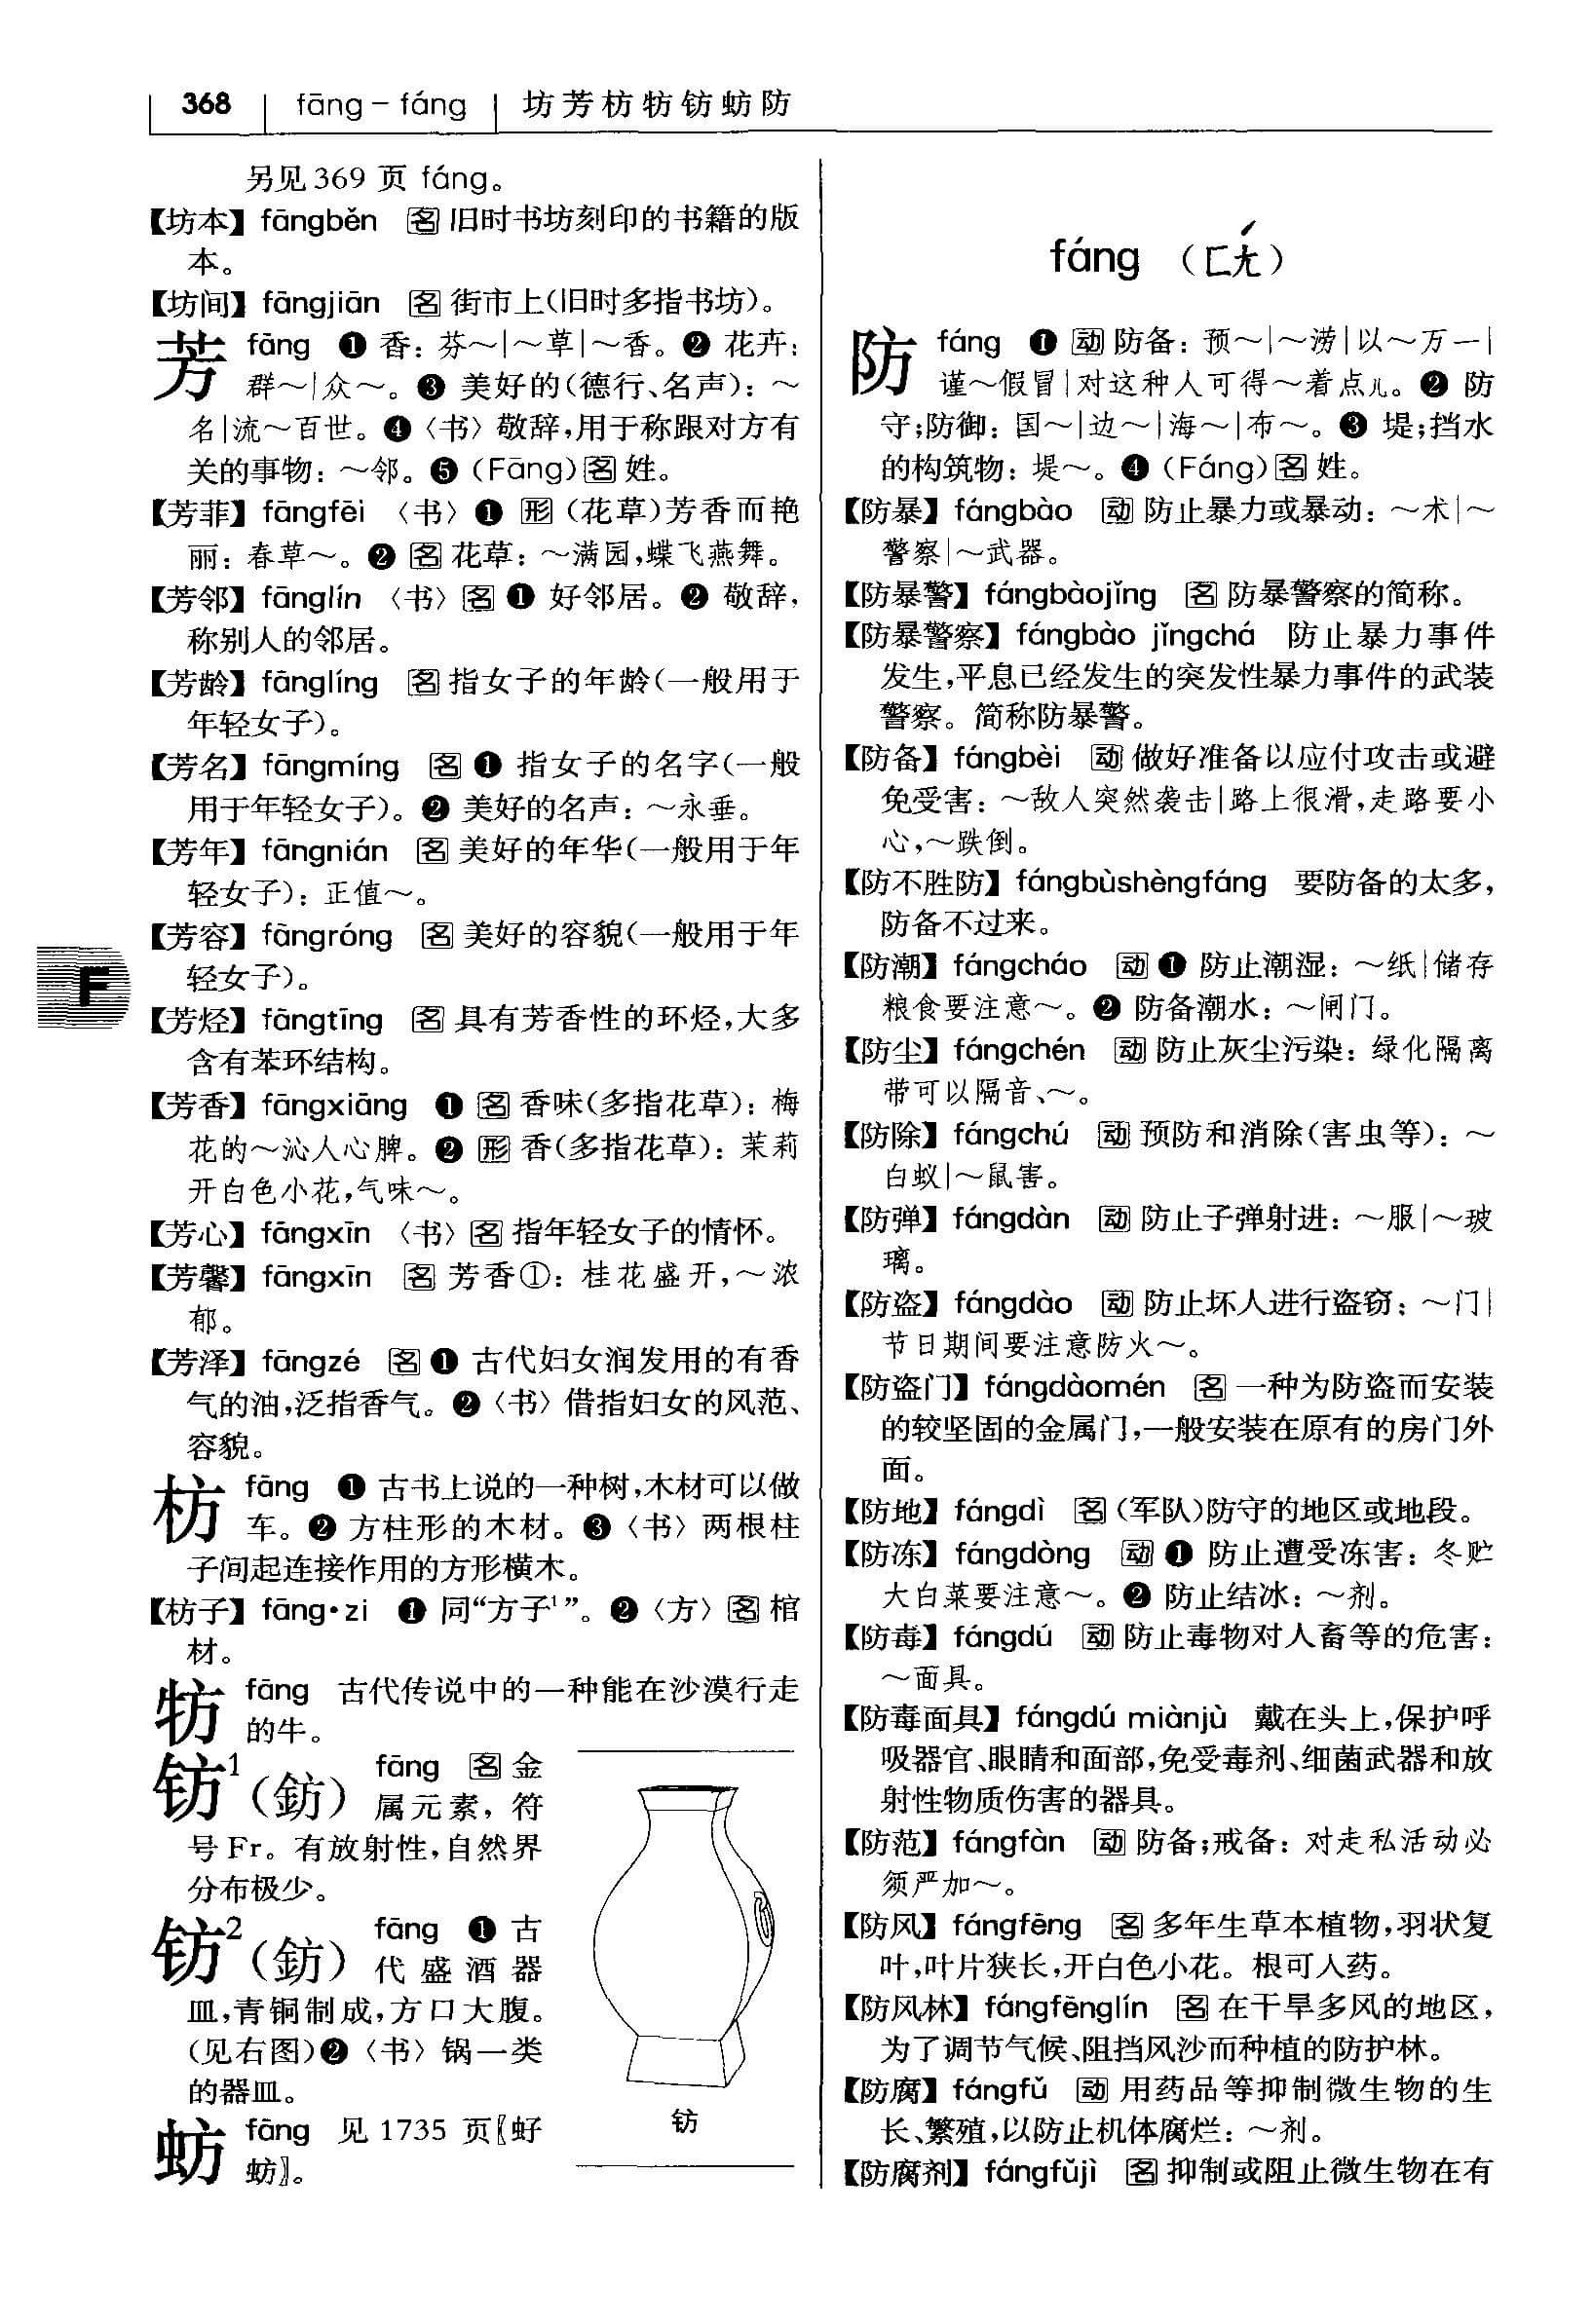 368 fāng – fáng 坊芳枋牥钫蚄防
另见369 页 fáng。
【坊本】 fāngběn 名 旧时书坊刻印的书籍的版
本。
【坊间】 fāngjiān 名 街市上(旧时多指书坊)。
芳 fāng ❶ 香：芬～|～草|～香。❷ 花卉：
群～|众～。❸ 美好的(德行、名声)：～
名|流～百世。❹〈书〉敬辞,用于称跟对方有
关的事物：～邻。❺ (Fāng) 名 姓。
【芳菲】 fāngfēi 〈书〉❶ 形 (花草)芳香而艳
丽：春草～。❷ 名 花草：～满园,蝶飞燕舞。
【芳邻】 fānglín 〈书〉名 ❶ 好邻居。❷ 敬辞,
称别人的邻居。
【芳龄】 fānglíng 名 指女子的年龄(一般用于
年轻女子)。
【芳名】 fāngmíng 名 ❶ 指女子的名字(一般
用于年轻女子)。❷ 美好的名声：～永垂。
【芳年】 fāngnián 名 美好的年华(一般用于年
轻女子)：正值～。
【芳容】 fāngróng 名 美好的容貌(一般用于年
轻女子)。
【芳烃】 fāngtīng 名 具有芳香性的环烃,大多
含有苯环结构。
【芳香】 fāngxiāng ❶ 名 香味(多指花草)：梅
花的～沁人心脾。❷ 形 香(多指花草)：茉莉
开白色小花,气味～。
【芳心】 fāngxīn 〈书〉名 指年轻女子的情怀。
【芳馨】 fāngxīn 名 芳香①：桂花盛开,～浓
郁。
【芳泽】 fāngzé 名 ❶ 古代妇女润发用的有香
气的油,泛指香气。❷〈书〉借指妇女的风范、
容貌。
枋 fāng ❶ 古书上说的一种树,木材可以做
车。❷ 方柱形的木材。❸〈书〉两根柱
子间起连接作用的方形横木。
【枋子】 fāng•zi ❶ 同“方子¹”。❷〈方〉名 棺
材。
牥 fāng 古代传说中的一种能在沙漠行走
的牛。
钫¹(鈁) fāng 名 金
属元素,符
号Fr。有放射性,自然界
分布极少。
钫²(鈁) fāng ❶ 古
代盛酒器
皿,青铜制成,方口大腹。
(见右图)❷〈书〉锅一类
的器皿。
蚄 fāng 见 1735 页〖虸
蚄〗。
钫
fáng （ㄈㄤˊ）
防 fáng ❶ 动 防备：预～|～涝|以～万一|
谨～假冒|对这种人可得～着点儿。❷ 防
守;防御：国～|边～|海～|布～。❸ 堤;挡水
的构筑物：堤～。❹ (Fáng) 名 姓。
【防暴】 fángbào 动 防止暴力或暴动：～术|～
警察|～武器。
【防暴警】 fángbàojǐng 名 防暴警察的简称。
【防暴警察】 fángbào jǐngchá 防止暴力事件
发生,平息已经发生的突发性暴力事件的武装
警察。简称防暴警。
【防备】 fángbèi 动 做好准备以应付攻击或避
免受害：～敌人突然袭击|路上很滑,走路要小
心,～跌倒。
【防不胜防】 fángbùshèngfáng 要防备的太多,
防备不过来。
【防潮】 fángcháo 动 ❶ 防止潮湿：～纸|储存
粮食要注意～。❷ 防备潮水：～闸门。
【防尘】 fángchén 动 防止灰尘污染：绿化隔离
带可以隔音、～。
【防除】 fángchú 动 预防和消除(害虫等)：～
白蚁|～鼠害。
【防弹】 fángdàn 动 防止子弹射进：～服|～玻
璃。
【防盗】 fángdào 动 防止坏人进行盗窃：～门|
节日期间要注意防火～。
【防盗门】 fángdàomén 名 一种为防盗而安装
的较坚固的金属门,一般安装在原有的房门外
面。
【防地】 fángdì 名 (军队)防守的地区或地段。
【防冻】 fángdòng 动 ❶ 防止遭受冻害：冬贮
大白菜要注意～。❷ 防止结冰：～剂。
【防毒】 fángdú 动 防止毒物对人畜等的危害：
～面具。
【防毒面具】 fángdú miànjù 戴在头上,保护呼
吸器官、眼睛和面部,免受毒剂、细菌武器和放
射性物质伤害的器具。
【防范】 fángfàn 动 防备;戒备：对走私活动必
须严加～。
【防风】 fángfēng 名 多年生草本植物,羽状复
叶,叶片狭长,开白色小花。根可入药。
【防风林】 fángfēnglín 名 在干旱多风的地区,
为了调节气候、阻挡风沙而种植的防护林。
【防腐】 fángfǔ 动 用药品等抑制微生物的生
长、繁殖,以防止机体腐烂：～剂。
【防腐剂】 fángfǔjì 名 抑制或阻止微生物在有
F